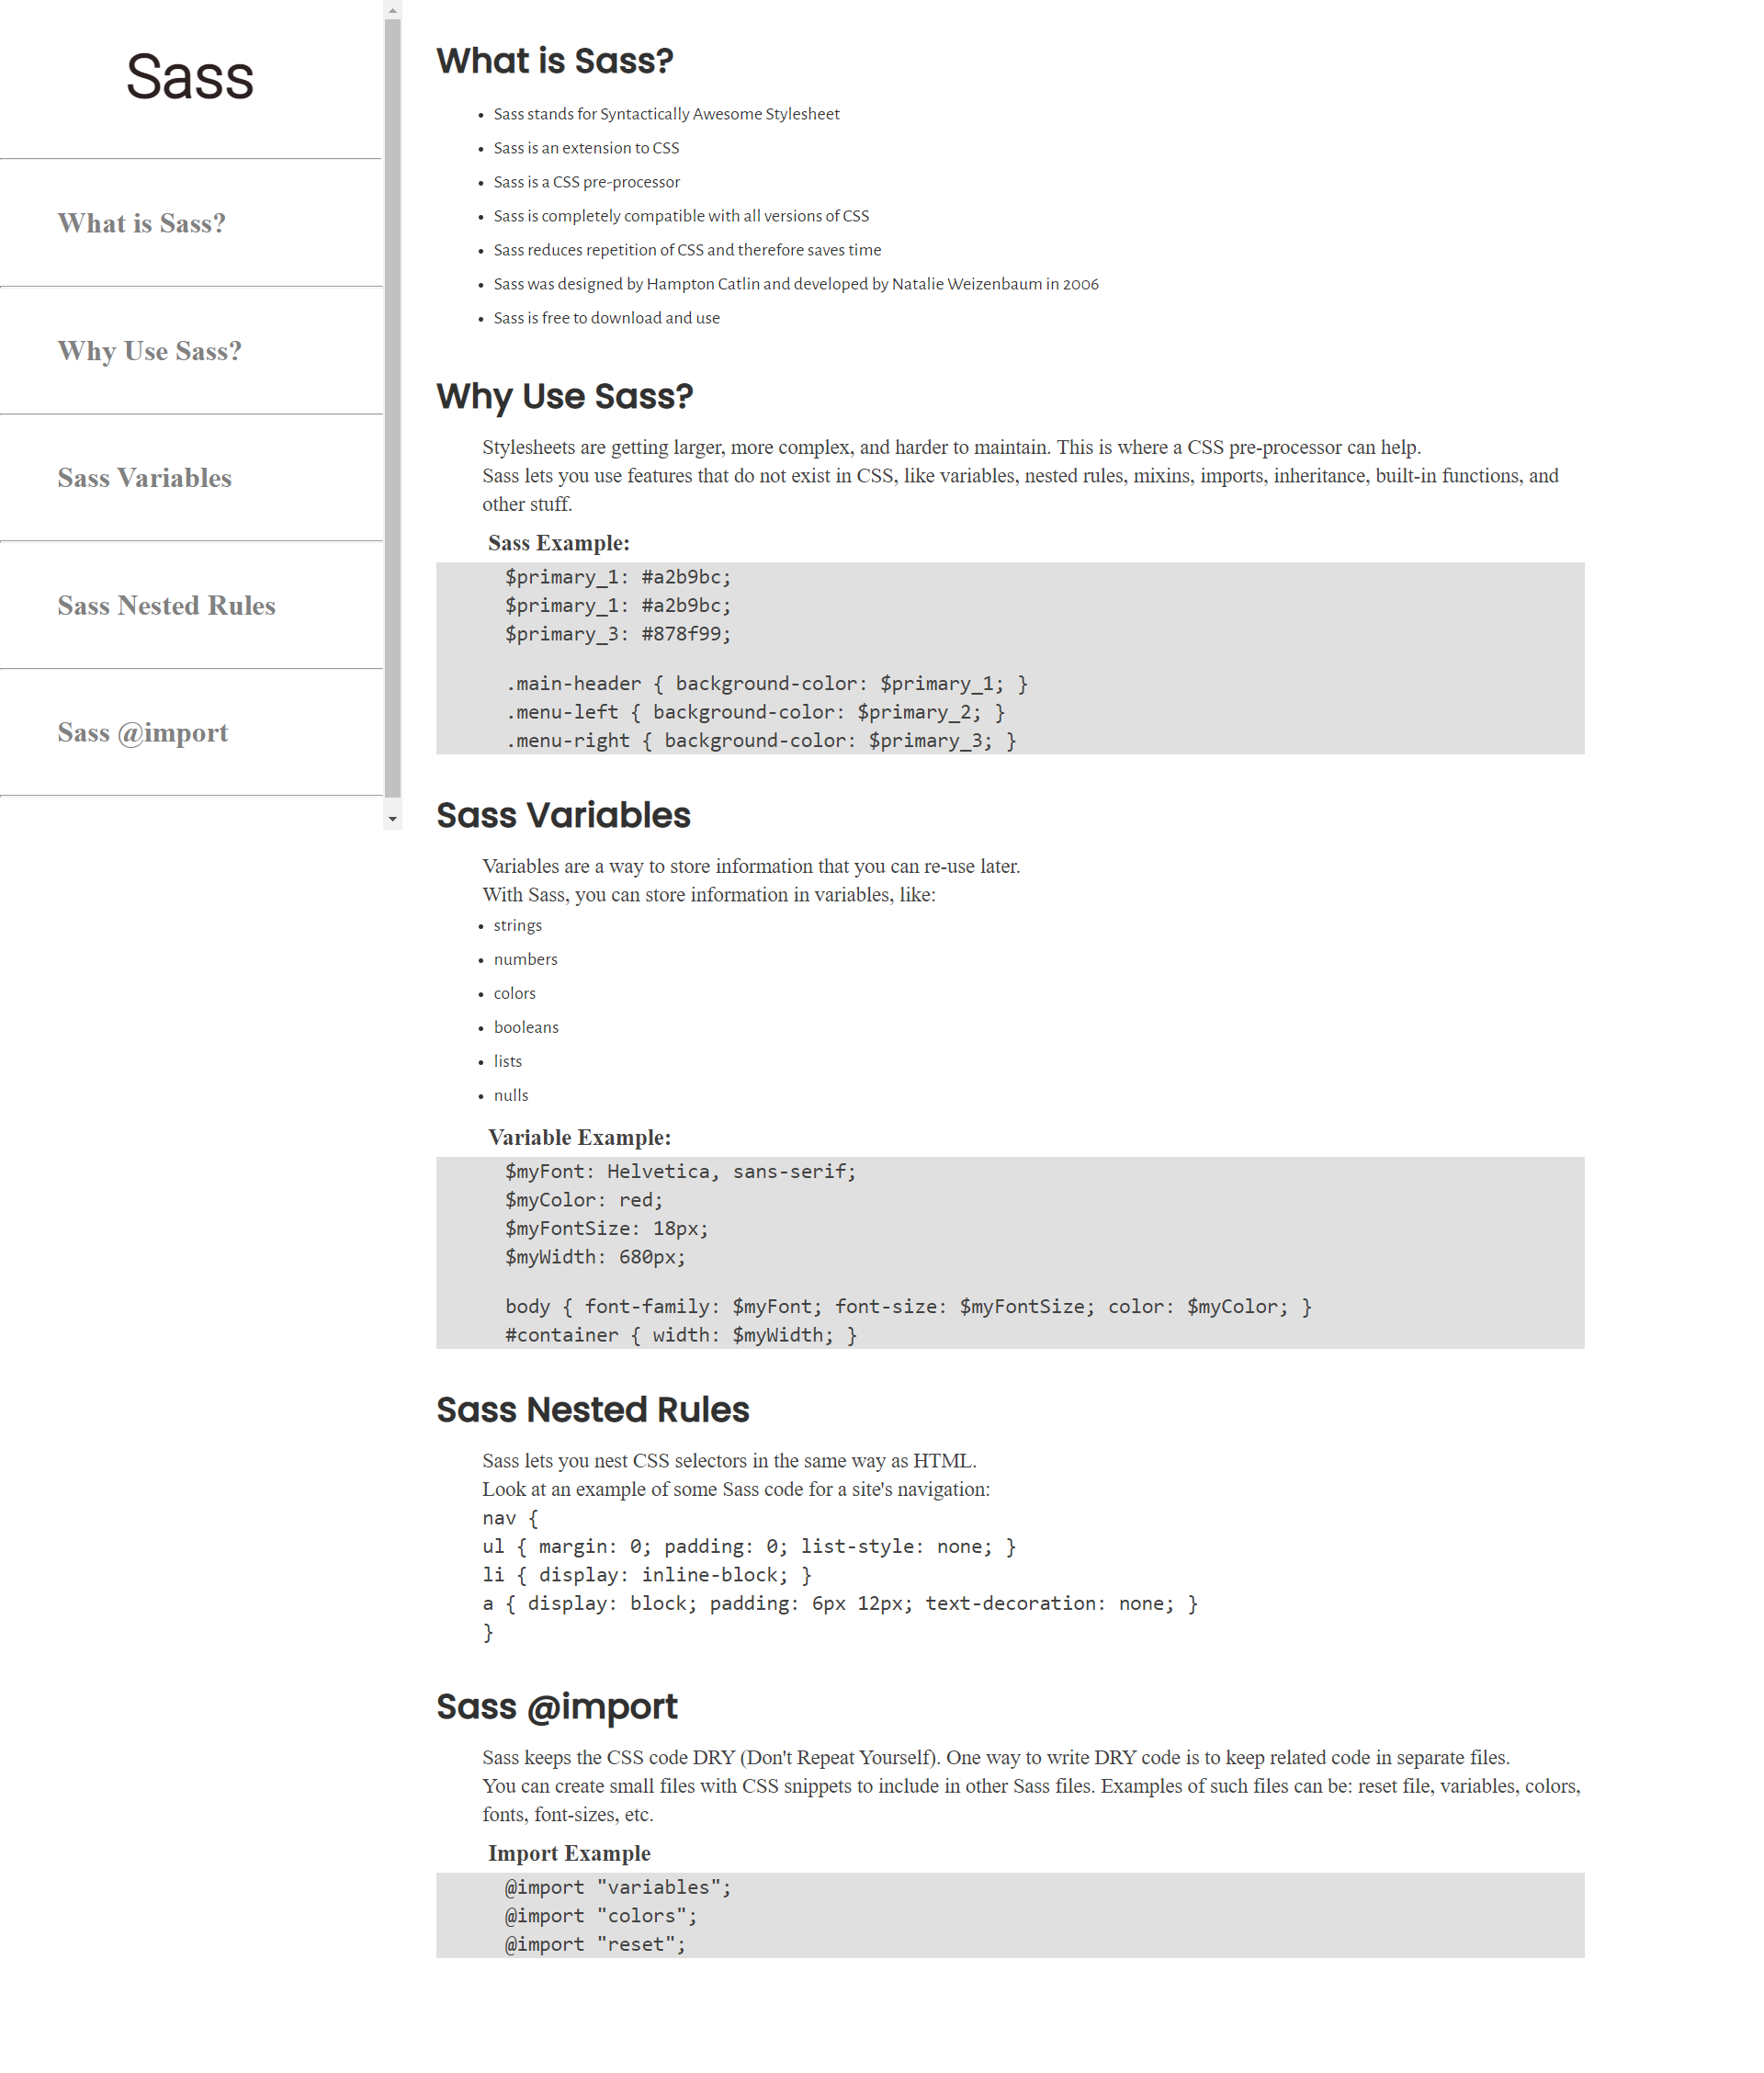 Sass
What is Sass?
Why Use Sass?
Sass Variables
Sass Nested Rules
Sass @import
What is Sass?
• Sass stands for Syntactically Awesome Stylesheet
• Sass is an extension to CSS
• Sass is a CSS pre-processor
• Sass is completely compatible with all versions of CSS
• Sass reduces repetition of CSS and therefore saves time
• Sass was designed by Hampton Catlin and developed by Natalie Weizenbaum in 2006
• Sass is free to download and use
Why Use Sass?
Stylesheets are getting larger, more complex, and harder to maintain. This is where a CSS pre-processor can help.
Sass lets you use features that do not exist in CSS, like variables, nested rules, mixins, imports, inheritance, built-in functions, and
other stuff.
Sass Example:
$primary_1: #a2b9bc;
$primary_1: #a2b9bc;
$primary_3: #878f99;
.main-header { background-color: $primary_1; }
.menu-left { background-color: $primary_2; }
.menu-right { background-color: $primary_3; }
Sass Variables
Variables are a way to store information that you can re-use later.
With Sass, you can store information in variables, like:
• strings
• numbers
• colors
• booleans
• lists
• nulls
Variable Example:
$myFont: Helvetica, sans-serif;
$myColor: red;
$myFontSize: 18px;
$myWidth: 680px;
body { font-family: $myFont; font-size: $myFontSize; color: $myColor; }
#container { width: $myWidth; }
Sass Nested Rules
Sass lets you nest CSS selectors in the same way as HTML.
Look at an example of some Sass code for a site's navigation:
nav {
ul { margin: 0; padding: 0; list-style: none; }
li { display: inline-block; }
a { display: block; padding: 6px 12px; text-decoration: none; }
}
Sass @import
Sass keeps the CSS code DRY (Don't Repeat Yourself). One way to write DRY code is to keep related code in separate files.
You can create small files with CSS snippets to include in other Sass files. Examples of such files can be: reset file, variables, colors,
fonts, font-sizes, etc.
Import Example
@import "variables";
@import "colors";
@import "reset";